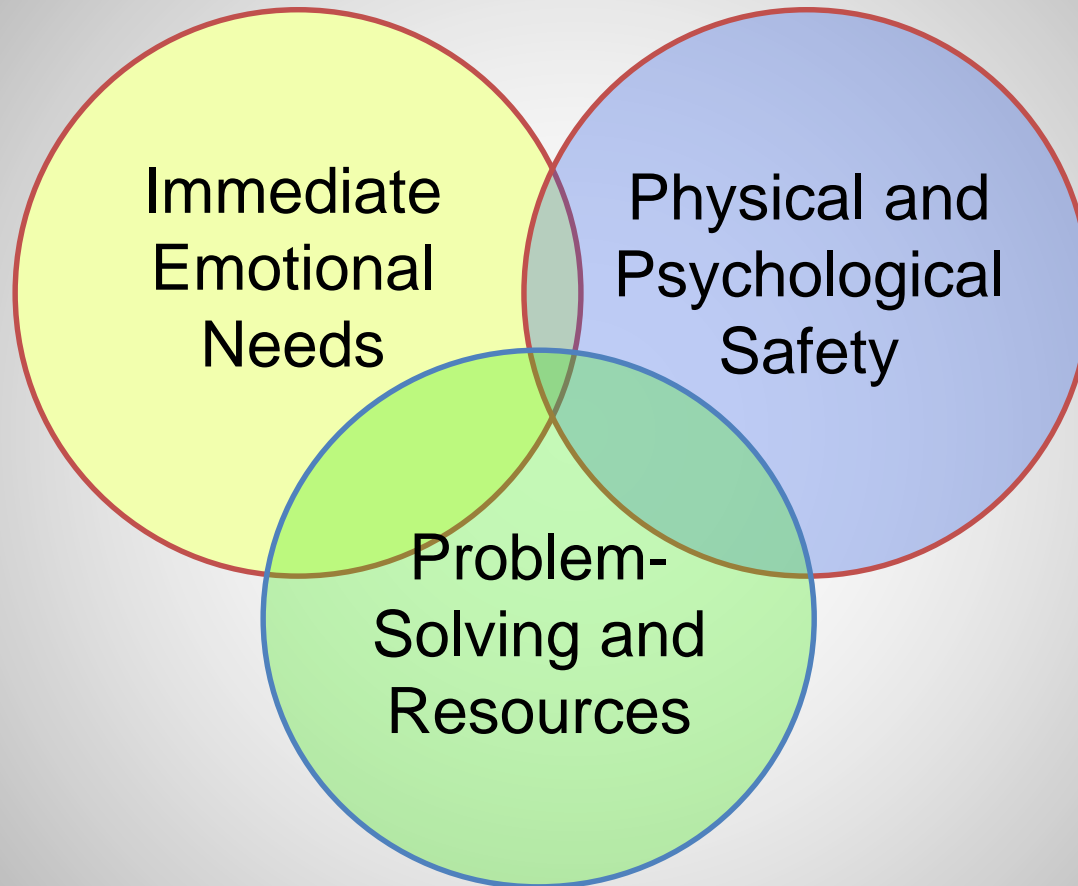 Immediate
Emotional
Needs
Physical and
Psychological
Safety
Problem-
Solving and
Resources